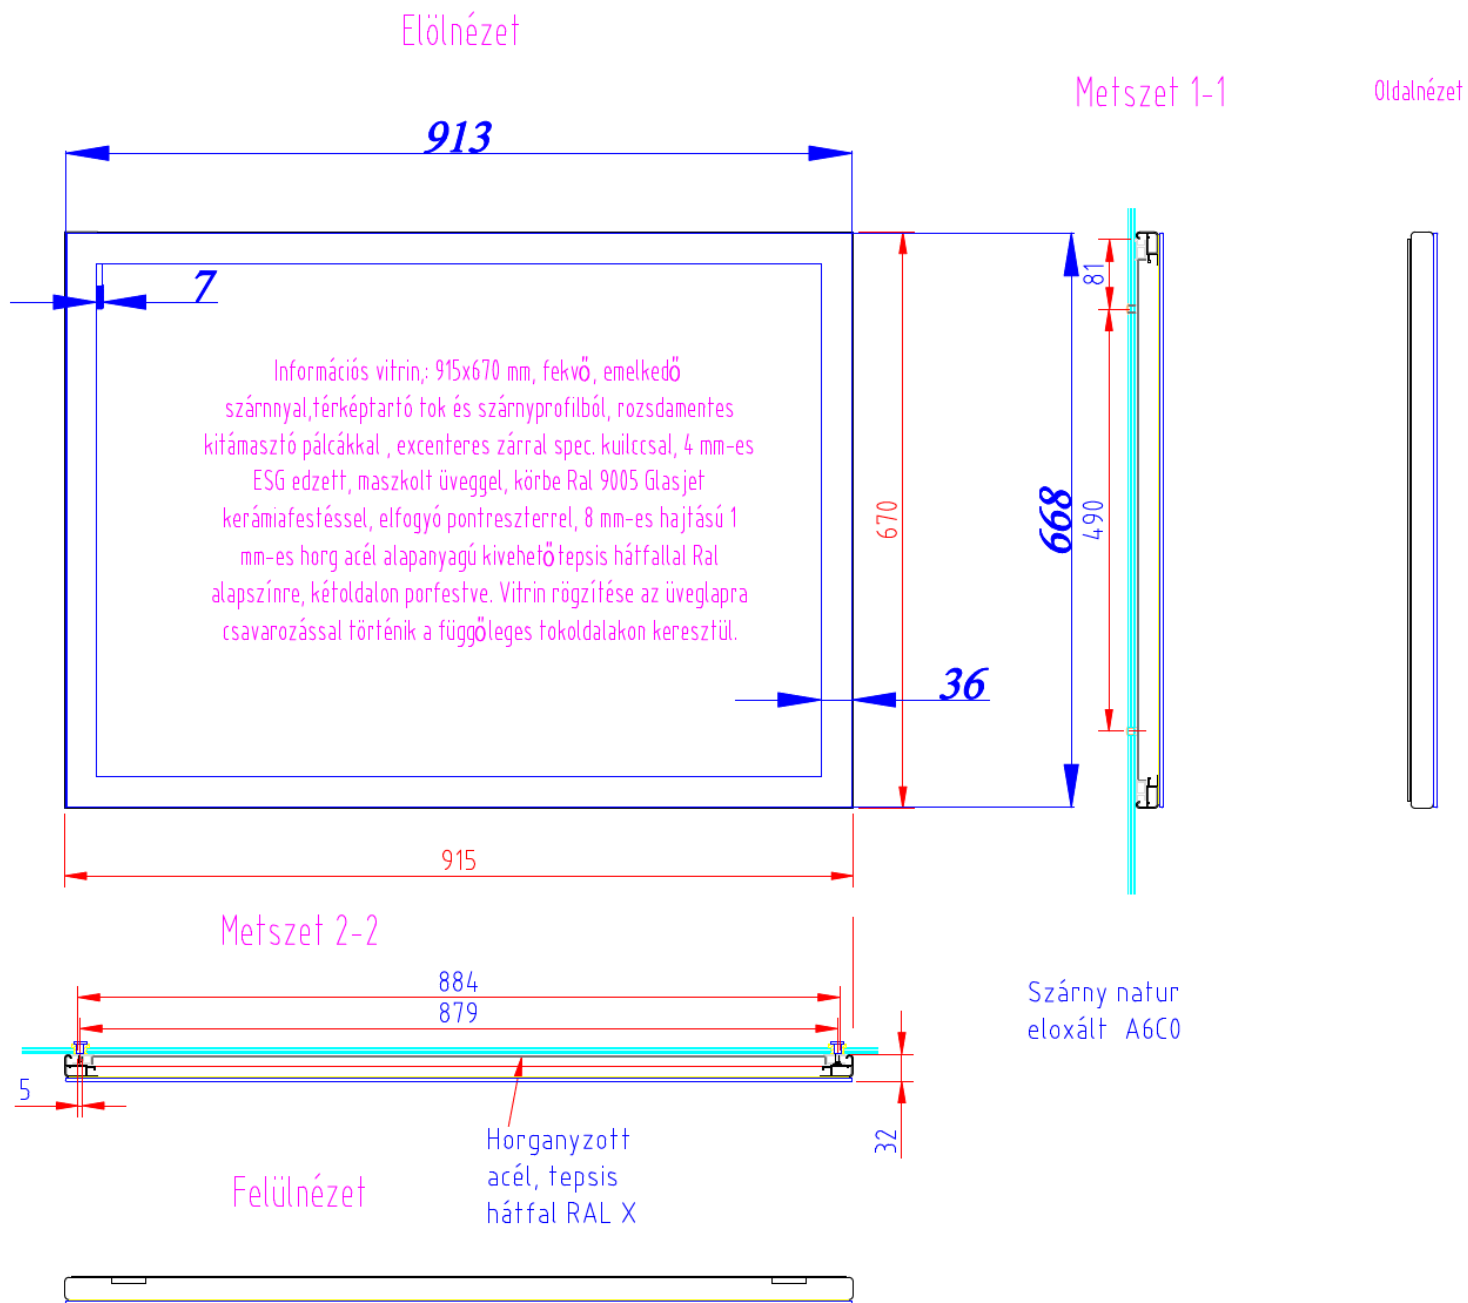 Elölnézet
Metszet 1-1
Oldalnézet
913
7
81
Információs vitrin,: 915x670 mm, fekvő, emelkedő
szárnnyal,térképtartó tok és szárnyprofilból, rozsdamentes
kitámasztó pálcákkal , excenteres zárral spec. kuilccsal, 4 mm-es
ESG edzett, maszkolt üveggel, körbe Ral 9005 Glasjet
kerámiafestéssel, elfogyó pontreszterrel, 8 mm-es hajtású 1
mm-es horg acél alapanyagú kivehető tepsis hátfallal Ral
alapszínre, kétoldalon porfestve. Vitrin rögzítése az üveglapra
csavarozással történik a függőleges tokoldalakon keresztül.
670
668
490
36
915
Metszet 2-2
884
879
Szárny natur
eloxált A6C0
5
32
Horganyzott
acél, tepsis
hátfal RAL X
Felülnézet